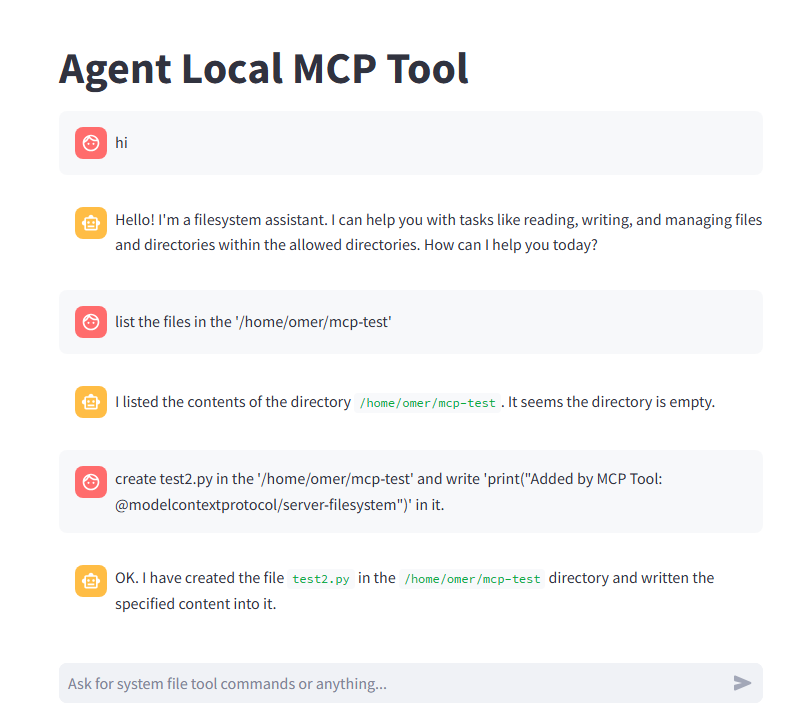 Agent Local MCP Tool
hi
Hello! I'm a filesystem assistant. I can help you with tasks like reading, writing, and managing files
and directories within the allowed directories. How can I help you today?
list the files in the '/home/omer/mcp-test'
I listed the contents of the directory /home/omer/mcp-test. It seems the directory is empty.
create test2.py in the '/home/omer/mcp-test' and write 'print("Added by MCP Tool:
@modelcontextprotocol/server-filesystem")' in it.
OK. I have created the file test2.py in the /home/omer/mcp-test directory and written the
specified content into it.
Ask for system file tool commands or anything...